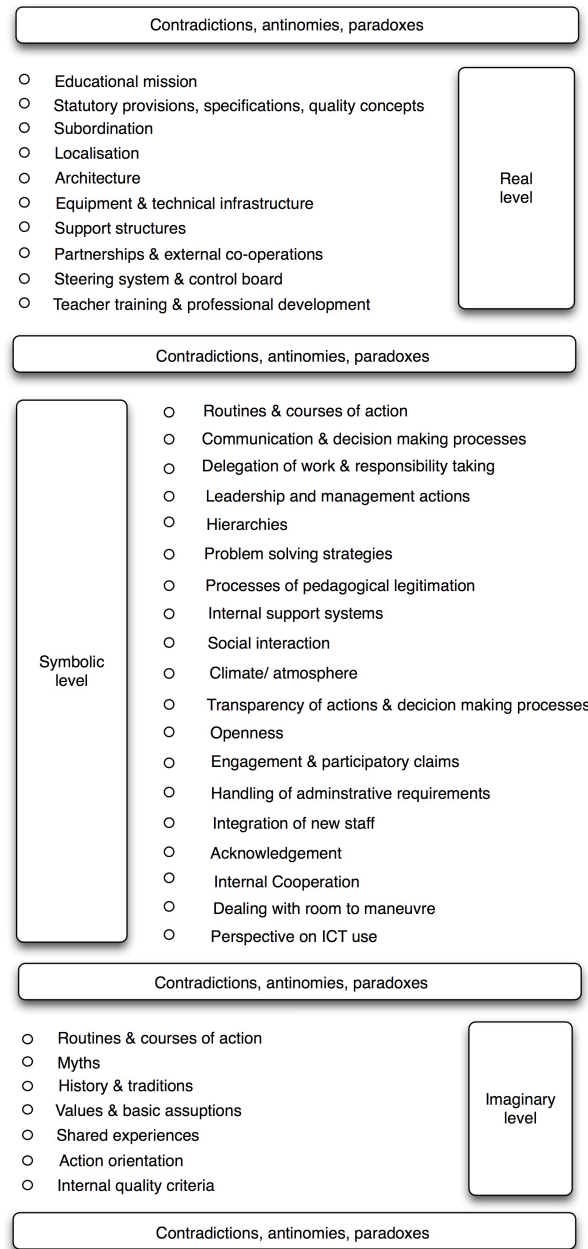 Contradictions, antinomies, paradoxes
Educational mission
Statutory provisions, specifications, quality concepts
Subordination
Localisation
Architecture
Equipment & technical infrastructure
Support structures
Partnerships & external co-operations
Steering system & control board
Teacher training & professional development
Real
level
Contradictions, antinomies, paradoxes
Symbolic
level
Routines & courses of action
Communication & decision making processes
Delegation of work & responsibility taking
Leadership and management actions
Hierarchies
Problem solving strategies
Processes of pedagogical legitimation
Internal support systems
Social interaction
Climate/ atmosphere
Transparency of actions & decicion making processes
Openness
Engagement & participatory claims
Handling of adminstrative requirements
Integration of new staff
Acknowledgement
Internal Cooperation
Dealing with room to maneuvre
Perspective on ICT use
Contradictions, antinomies, paradoxes
Routines & courses of action
Myths
History & traditions
Values & basic assuptions
Shared experiences
Action orientation
Internal quality criteria
Imaginary
level
Contradictions, antinomies, paradoxes